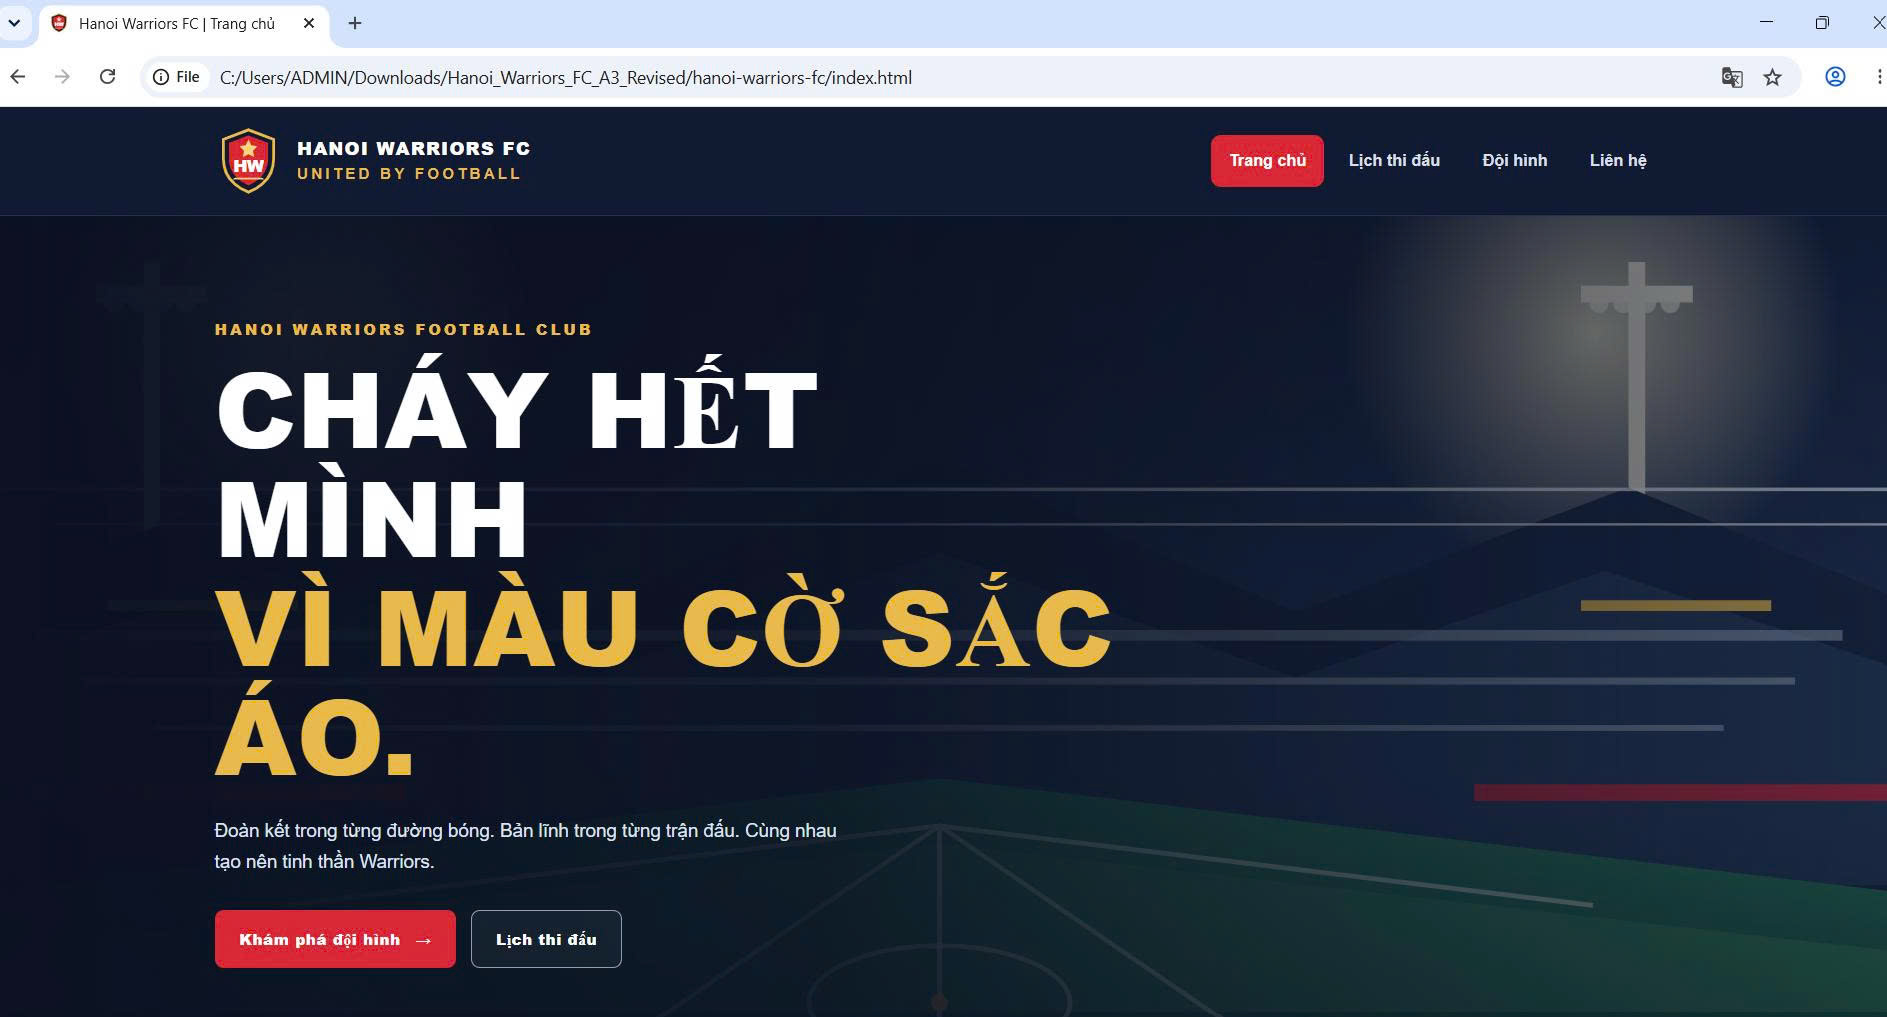 Hanoi Warriors FC | Trang chủ
File
C:/Users/ADMIN/Downloads/Hanoi_Warriors_FC_A3_Revised/hanoi-warriors-fc/index.html
HW
HANOI WARRIORS FC
UNITED BY FOOTBALL
Trang chủ
Lịch thi đấu
Đội hình
Liên hệ
HANOI WARRIORS FOOTBALL CLUB
CHÁY HẾT
MÌNH
VÌ MÀU CỜ SẮC
ÁO.
Đoàn kết trong từng đường bóng. Bản lĩnh trong từng trận đấu. Cùng nhau
tạo nên tinh thần Warriors.
Khám phá đội hình →
Lịch thi đấu